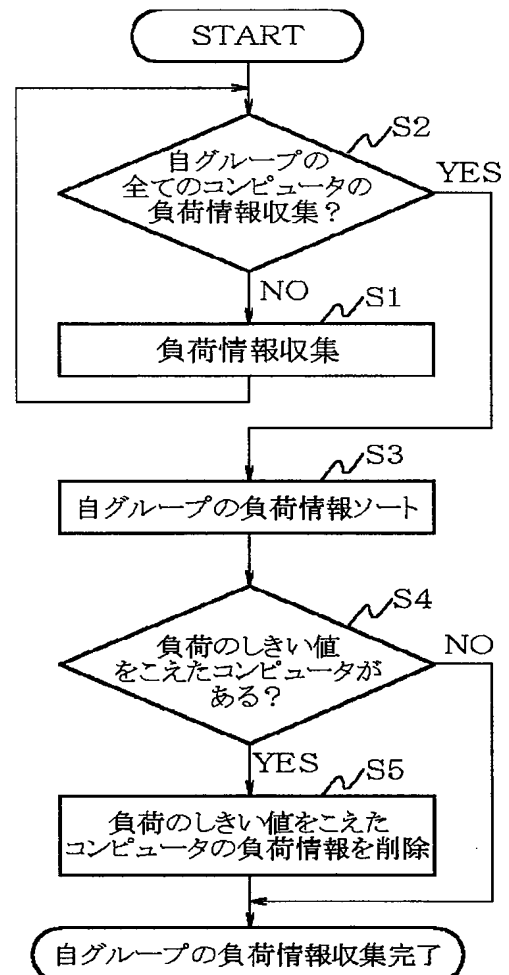 START
S2
自グループの
全てのコンピュータの
負荷情報収集？
YES
NO
S1
負荷情報収集
S3
自グループの負荷情報ソート
S4
負荷のしきい値
をこえたコンピュータが
ある？
NO
YES
S5
負荷のしきい値をこえた
コンピュータの負荷情報を削除
自グループの負荷情報収集完了